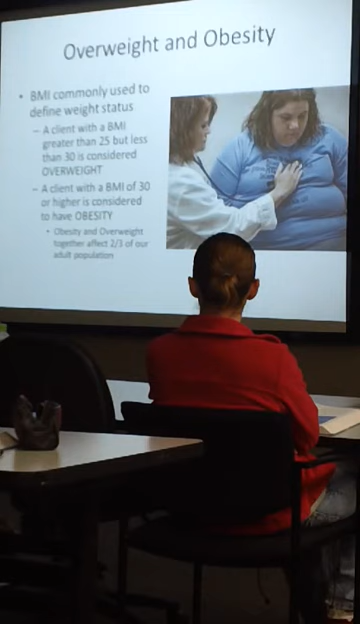 Overweight and Obesity
• BMI commonly used to
define weight status
– A client with a BMI
greater than 25 but less
than 30 is considered
OVERWEIGHT
– A client with a BMI of 30
or higher is considered
to have OBESITY
• Obesity and Overweight
together affect 2/3 of our
adult population